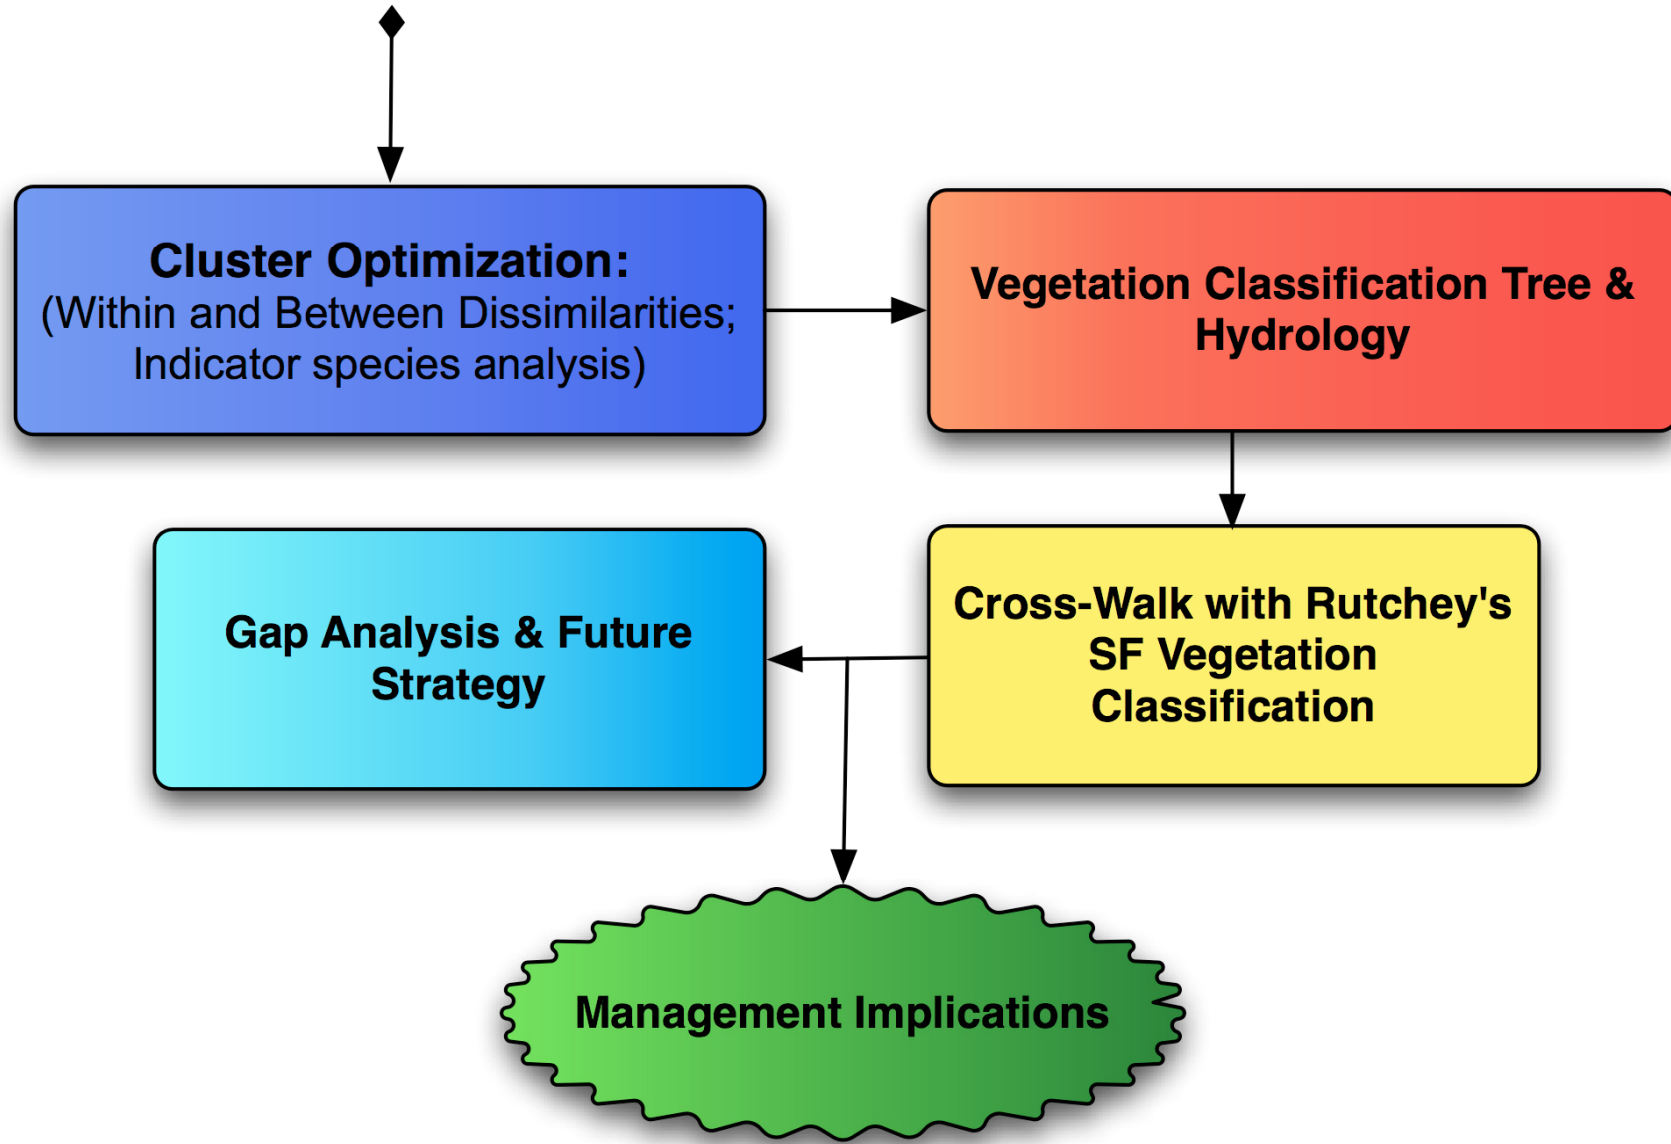 Cluster Optimization:
(Within and Between Dissimilarities;
Indicator species analysis)
Vegetation Classification Tree &
Hydrology
Cross-Walk with Rutchey's
SF Vegetation
Classification
Gap Analysis & Future
Strategy
Management Implications